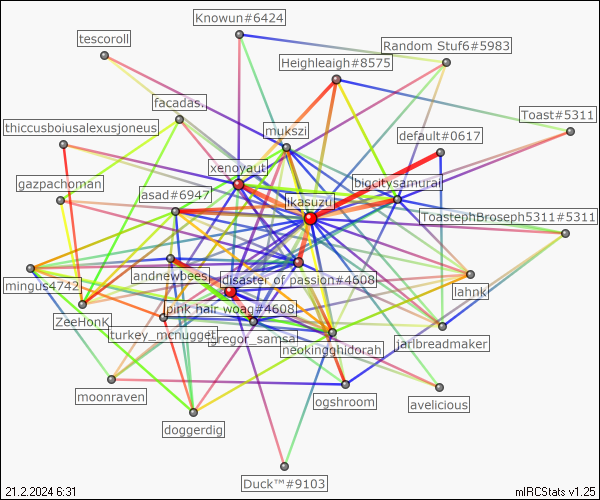 Knowun#6424
tescoroll
Random Stuf6#5983
Heighleaigh#8575
facadas.
Toast#5311
thiccusboiusalexusjoneus
mukszi
default#0617
xenoyaut
gazpachoman
bigcitysamurai
asad#6947
ikasuzu
ToastephBroseph5311#5311
mingus4742
andnewbees
disaster of passion#4608
lahnk
pink hair woag#4608
ZeeHonK
turkey_mcnugget
gregor_samsa
neokingghidorah
jaribreadmaker
moonraven
ogshroom
avelicious
doggerdig
Duck™#9103
21.2.2024 6:31
mIRCStats v1.25